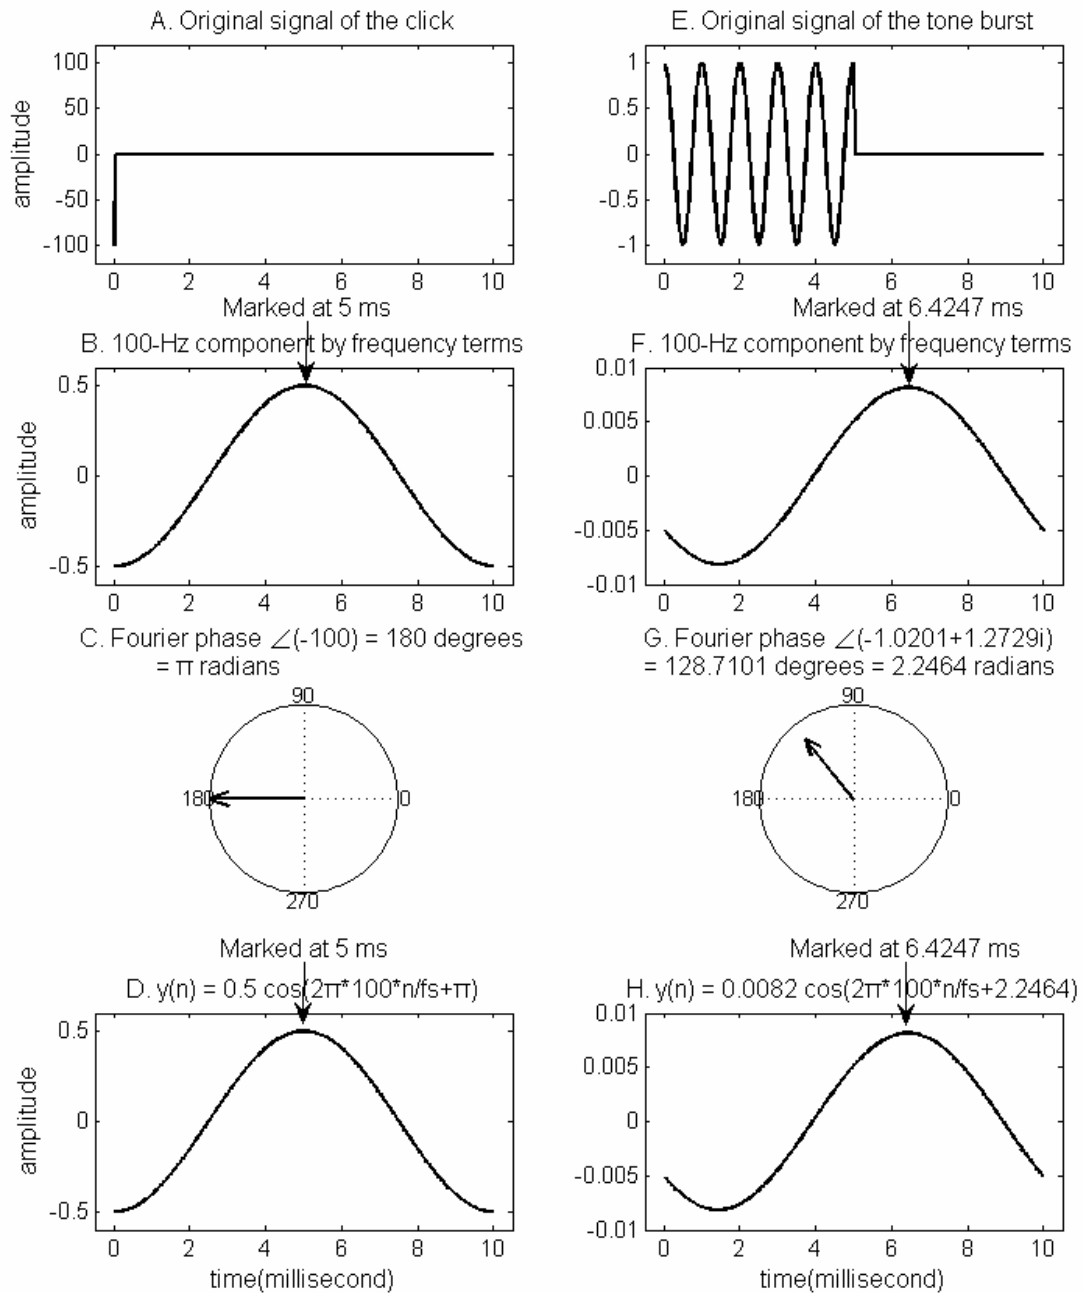 A. Original signal of the click
100
50
0
-50
-100
amplitude
0 2 4 6 8 10
E. Original signal of the tone burst
1
0.5
0
-0.5
-1
0 2 4 6 8 10
Marked at 5 ms
B. 100-Hz component by frequency terms
0.5
0
-0.5
amplitude
0 2 4 6 8 10
Marked at 6.4247 ms
F. 100-Hz component by frequency terms
0.01
0.005
0
-0.005
-0.01
0 2 4 6 8 10
C. Fourier phase ∠(-100) = 180 degrees
= π radians
90
180
0
270
G. Fourier phase ∠(-1.0201+1.2729i)
= 128.7101 degrees = 2.2464 radians
90
180
0
270
Marked at 5 ms
D. y(n) = 0.5 cos(2π*100*n/fs+π)
0.5
0
-0.5
amplitude
0 2 4 6 8 10
time(millisecond)
Marked at 6.4247 ms
H. y(n) = 0.0082 cos(2π*100*n/fs+2.2464)
0.01
0.005
0
-0.005
-0.01
0 2 4 6 8 10
time(millisecond)